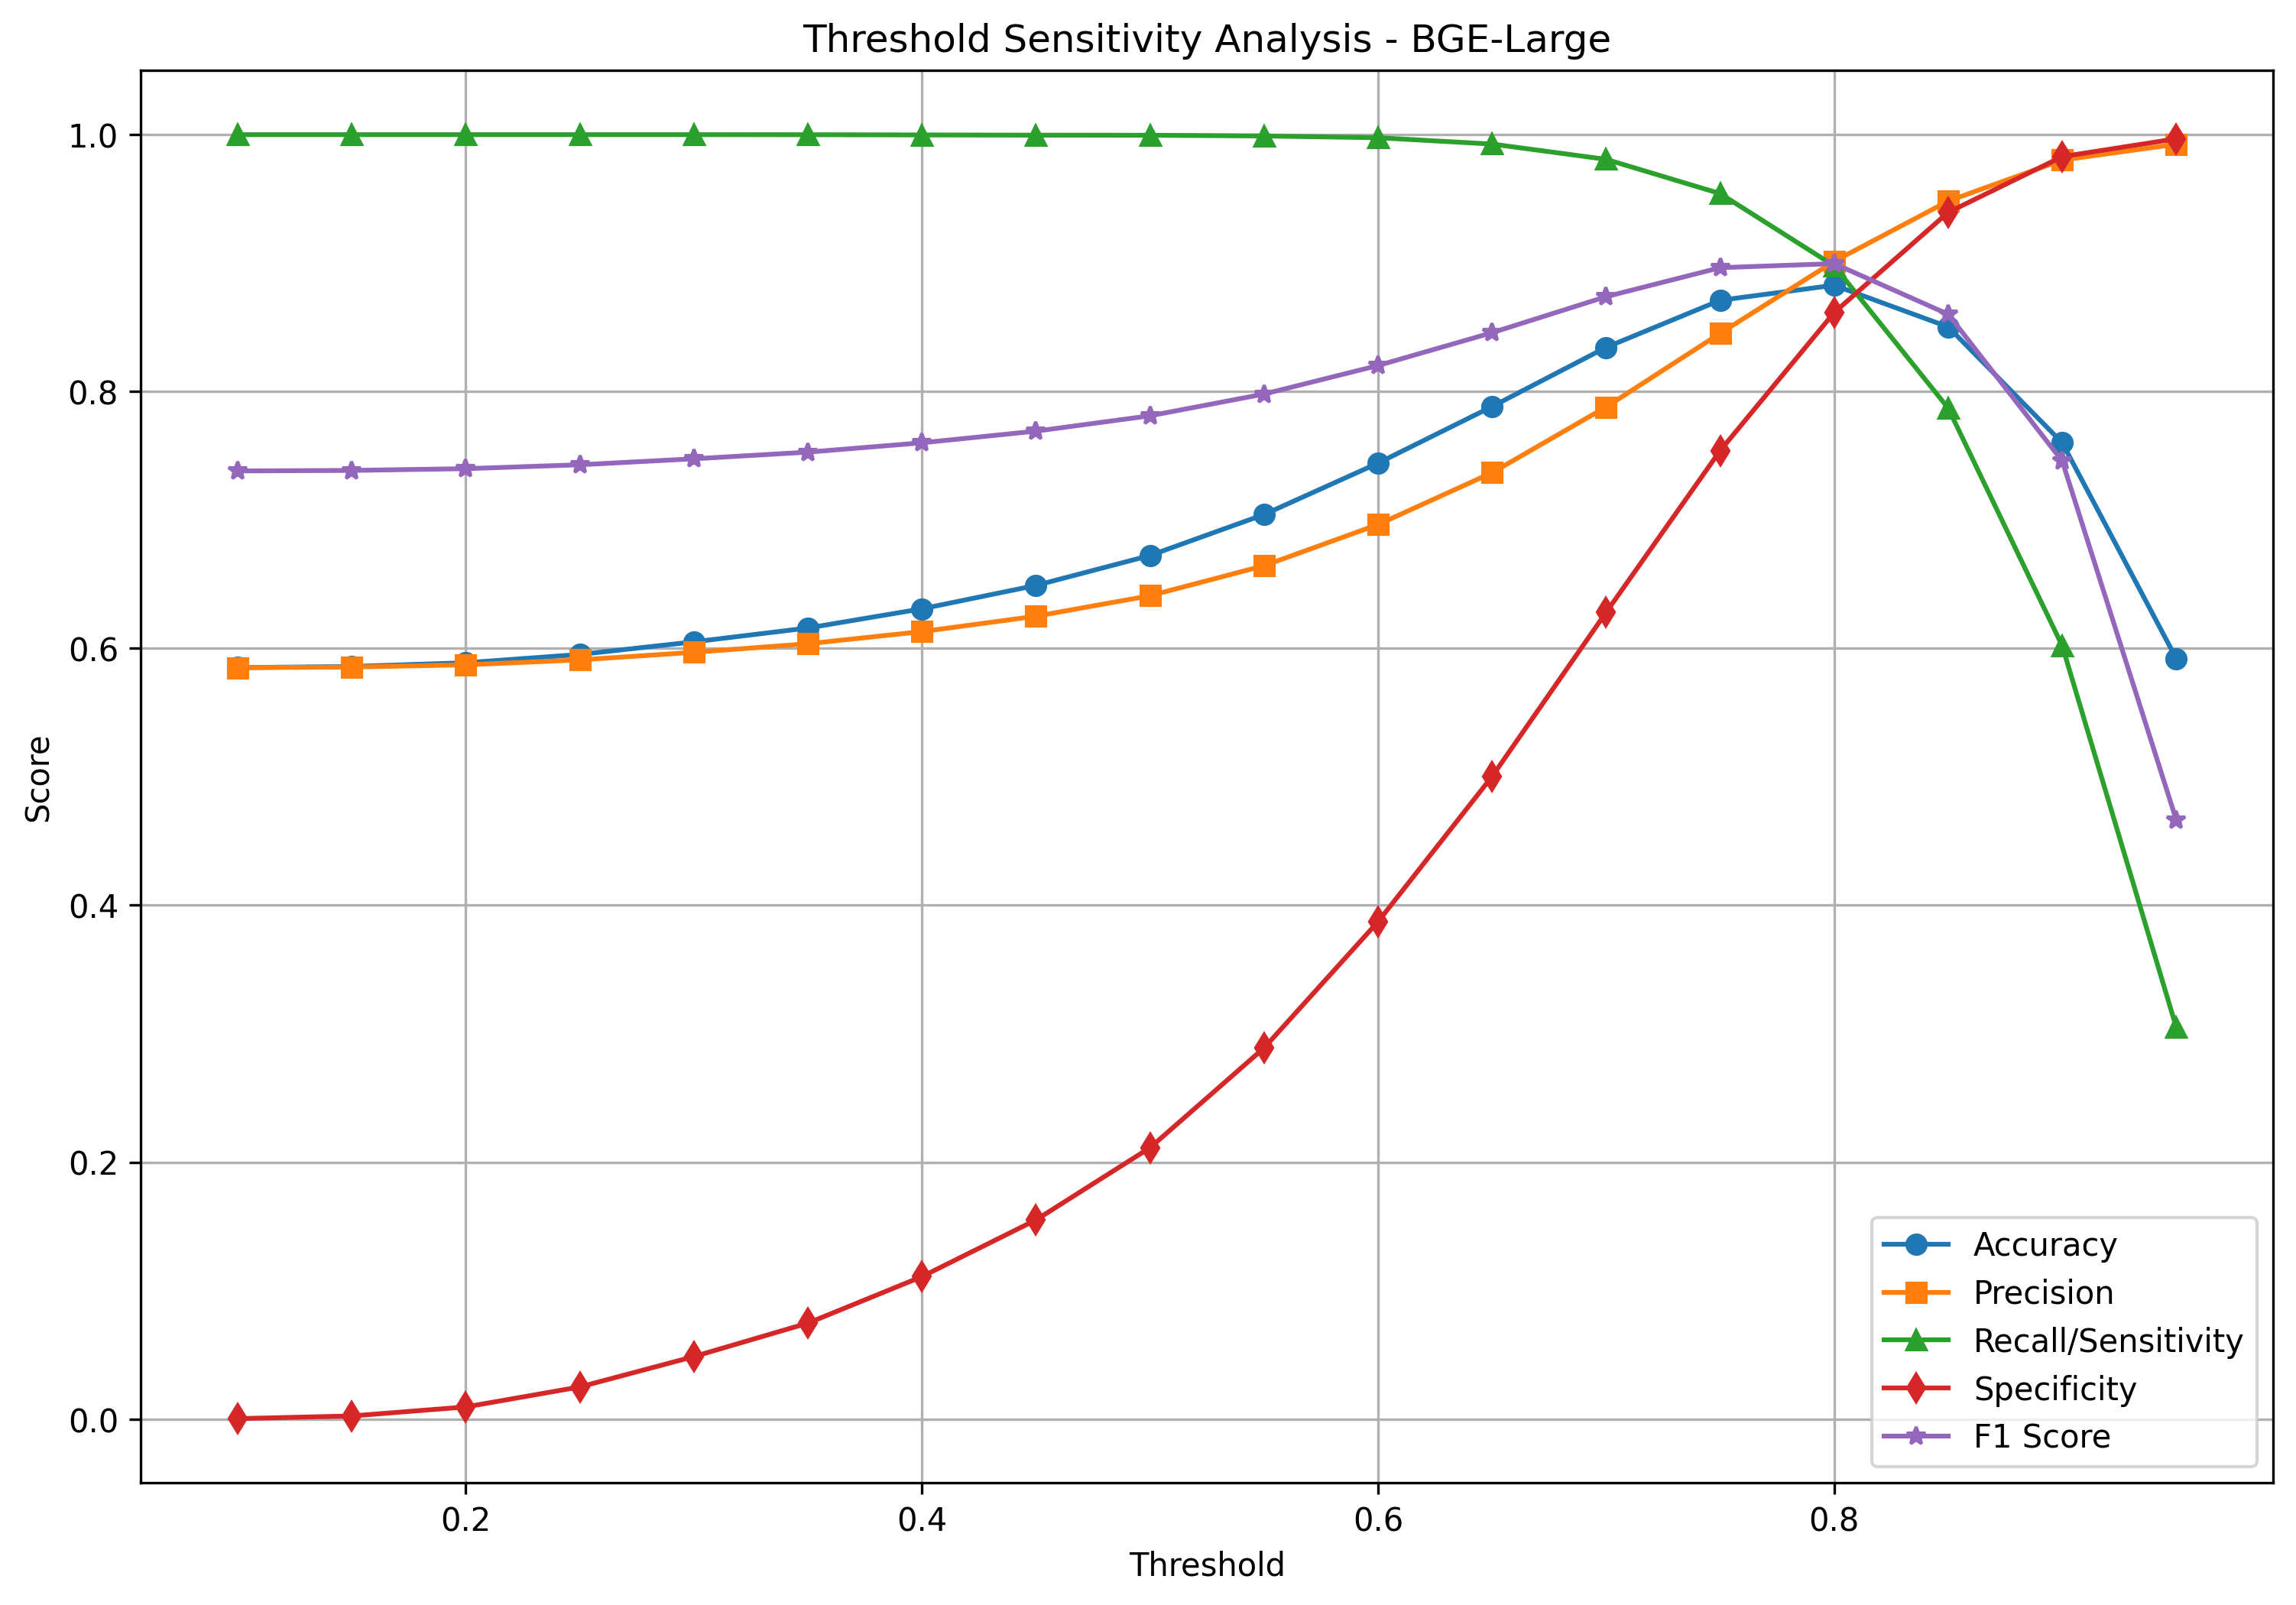 Threshold Sensitivity Analysis - BGE-Large
1.0
0.8
0.6
0.4
0.2
0.0
Score
0.2
0.4
0.6
0.8
Threshold
Accuracy
Precision
Recall/Sensitivity
Specificity
F1 Score